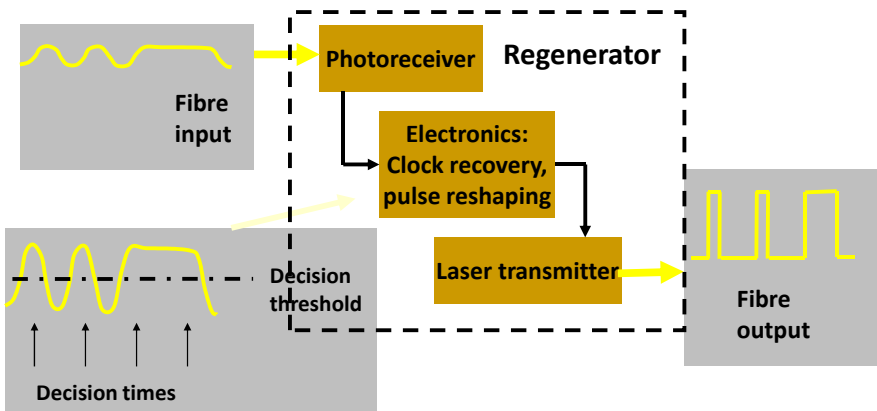 Regenerator
Photoreceiver
Fibre
input
Electronics:
Clock recovery,
pulse reshaping
Decision
threshold
Laser transmitter
Fibre
output
Decision times